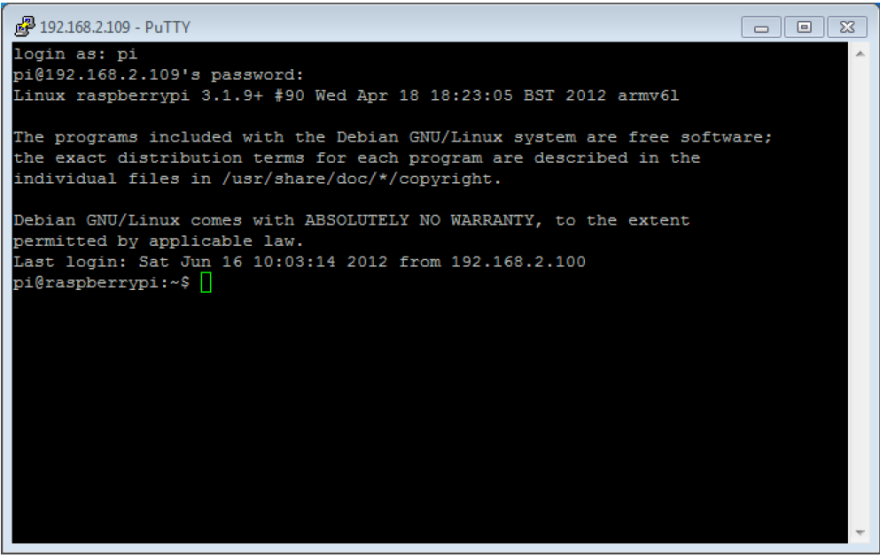 192.168.2.109 - PuTTY
login as: pi
pi@192.168.2.109's password:
Linux raspberrypi 3.1.9+ #90 Wed Apr 18 18:23:05 BST 2012 armv6l
The programs included with the Debian GNU/Linux system are free software;
the exact distribution terms for each program are described in the
individual files in /usr/share/doc/*/copyright.
Debian GNU/Linux comes with ABSOLUTELY NO WARRANTY, to the extent
permitted by applicable law.
Last login: Sat Jun 16 10:03:14 2012 from 192.168.2.100
pi@raspberrypi:~$